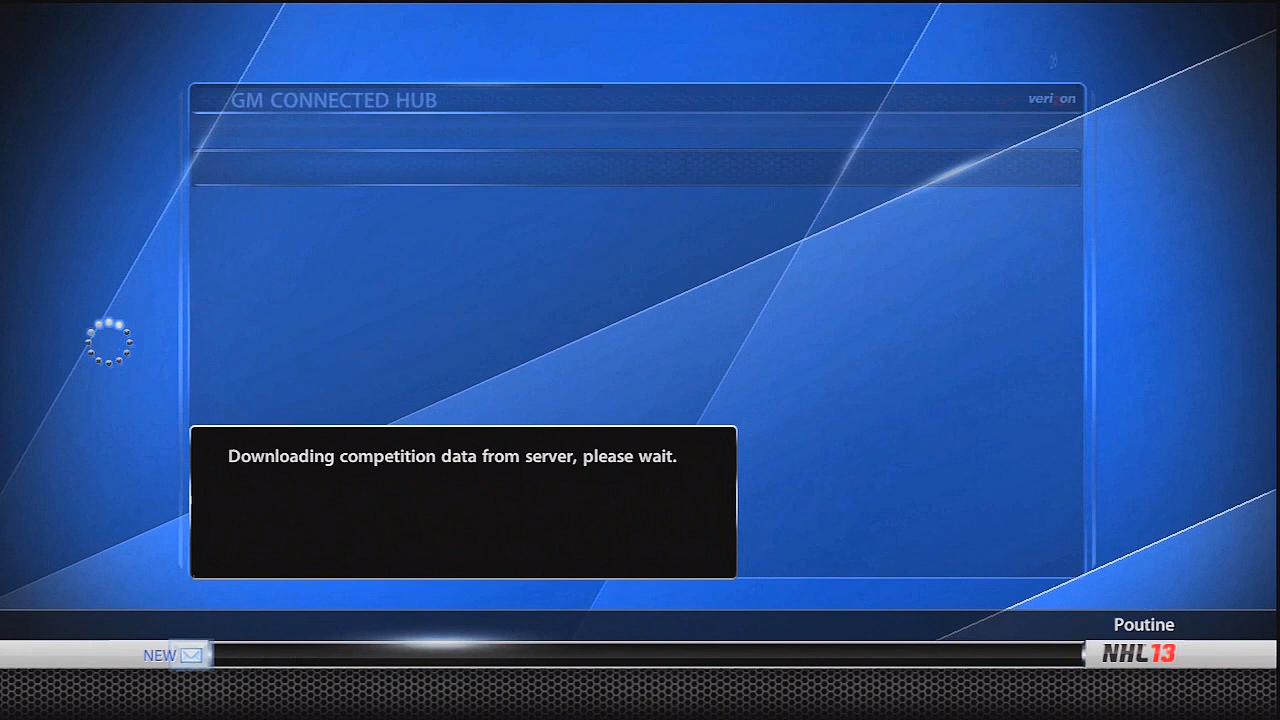 GM CONNECTED HUB
verizon
Downloading competition data from server, please wait.
Poutine
NEW
NHL13